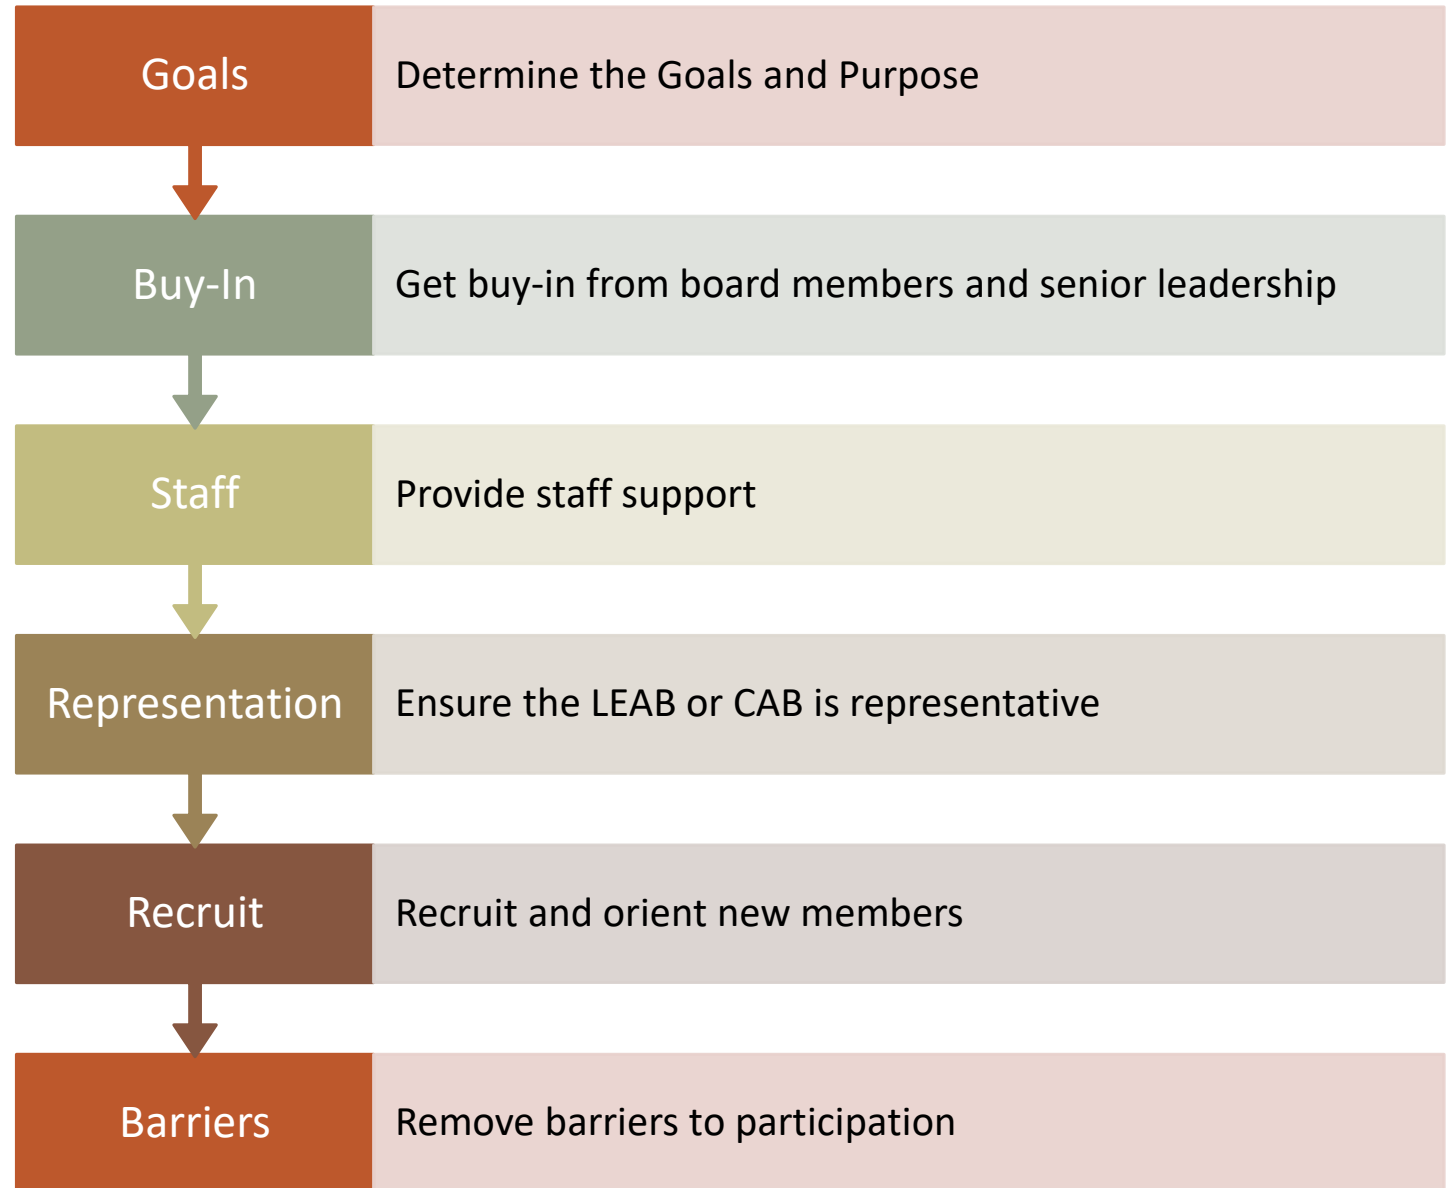 Goals
Determine the Goals and Purpose
Buy-In
Get buy-in from board members and senior leadership
Staff
Provide staff support
Representation
Ensure the LEAB or CAB is representative
Recruit
Recruit and orient new members
Barriers
Remove barriers to participation